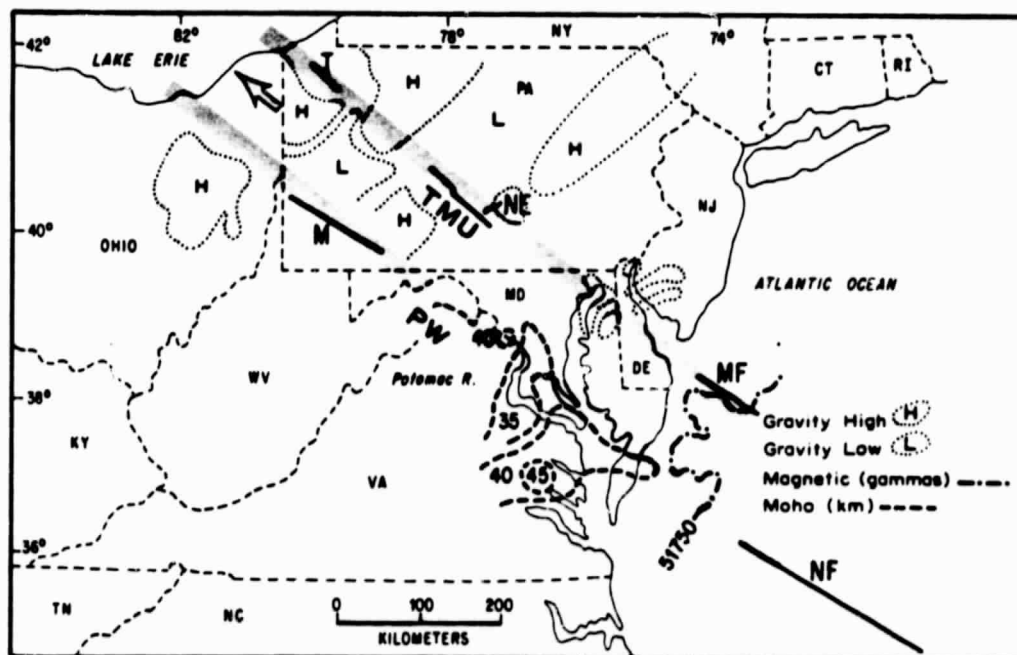 82° 78° NY 74°
42° LAKE ERIE T CT RI
H PA
H L
H
H L NE
TMU NJ
40° M H
OHIO
ATLANTIC OCEAN
MD
PW
WV Potomac R. DE
38° MF
35 Gravity High H
KY Gravity Low L
40 45 Magnetic (gammas)
VA Moho (km)
36° 51750
NF
TN NC 0 100 200
KILOMETERS